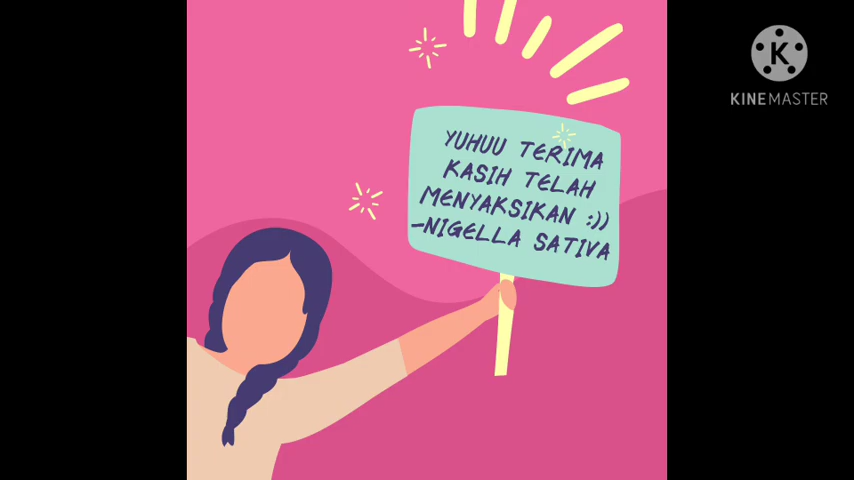 YUHUU TERIMA
KASIH TELAH
MENYAKSIKAN :))
-NIGELLA SATIVA
K
KINEMASTER